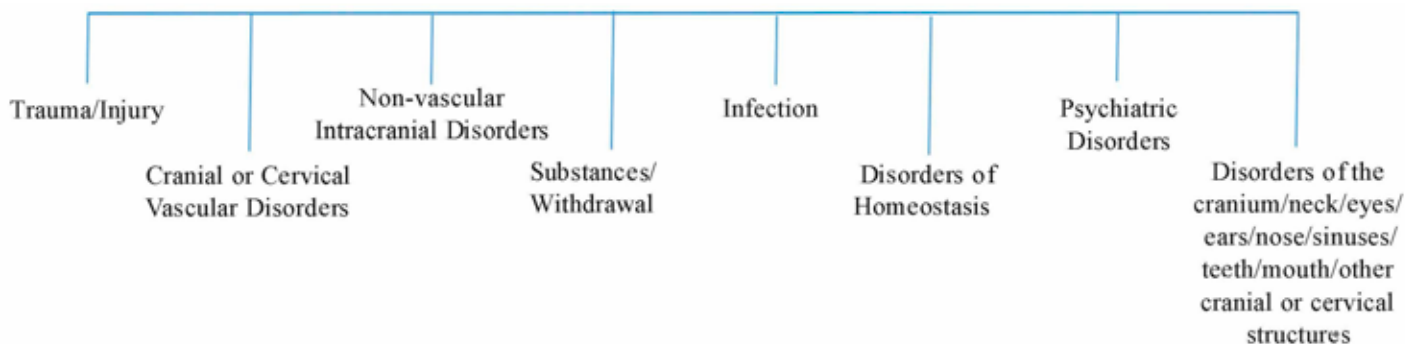 Trauma/Injury
Cranial or Cervical
Vascular Disorders
Non-vascular
Intracranial Disorders
Substances/
Withdrawal
Infection
Disorders of
Homeostasis
Psychiatric
Disorders
Disorders of the
cranium/neck/eyes/
ears/nose/sinuses/
teeth/mouth/other
cranial or cervical
structures